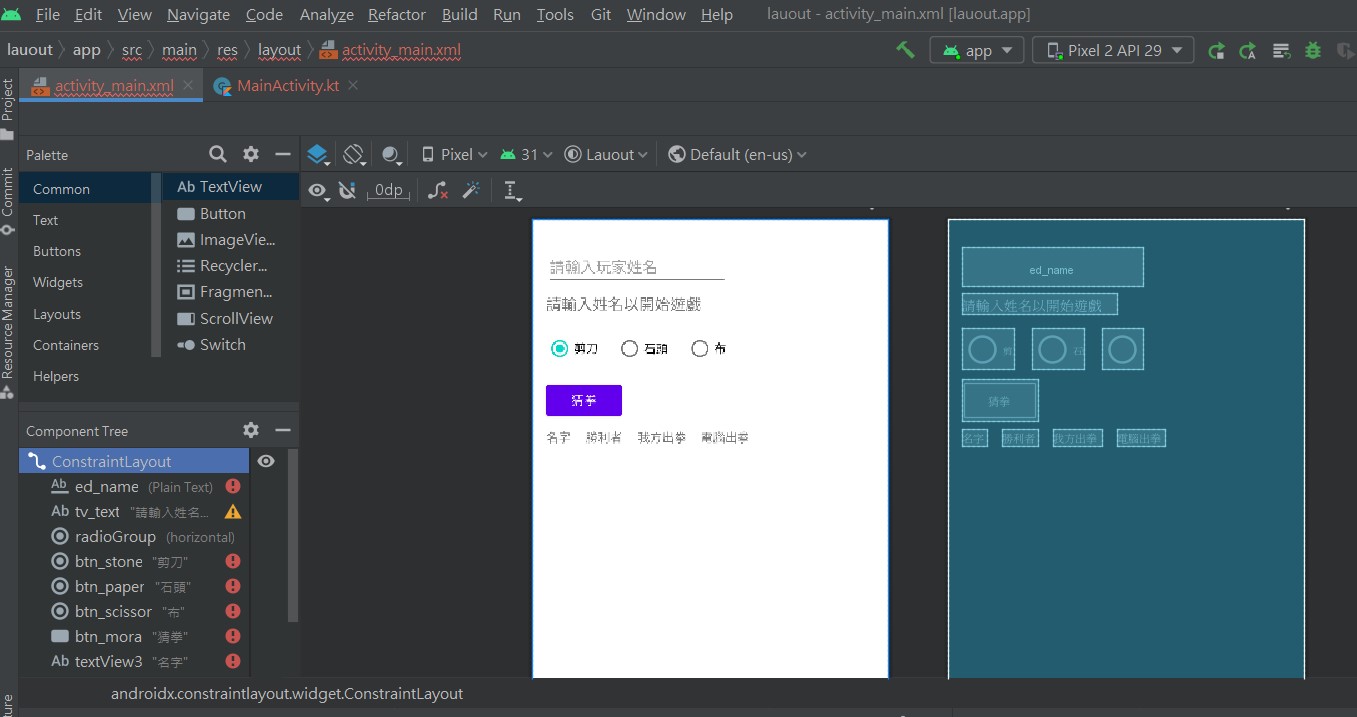 File Edit View Navigate Code Analyze Refactor Build Run Tools Git Window Help lauout - activity_main.xml [lauout.app]
lauout app src main res layout activity_main.xml app Pixel 2 API 29
activity_main.xml MainActivity.kt
Project
Commit
Resource Manager
Palette
Pixel 31 Lauout Default (en-us)
0dp
Common
Text
Buttons
Widgets
Layouts
Containers
Helpers
Ab TextView
Button
ImageVie...
Recycler...
Fragmen...
ScrollView
Switch
Component Tree
ConstraintLayout
Ab ed_name (Plain Text)
Ab tv_text "請輸入姓名...
radioGroup (horizontal)
btn_stone "剪刀"
btn_paper "石頭"
btn_scissor "布"
btn_mora "猜拳"
Ab textView3 "名字"
請輸入玩家姓名
請輸入姓名以開始遊戲
剪刀 石頭 布
猜拳
名字 勝利者 我方出拳 電腦出拳
ed_name
請輸入姓名以開始遊戲
猜拳
名字 勝利者 我方出拳 電腦出拳
androidx.constraintlayout.widget.ConstraintLayout